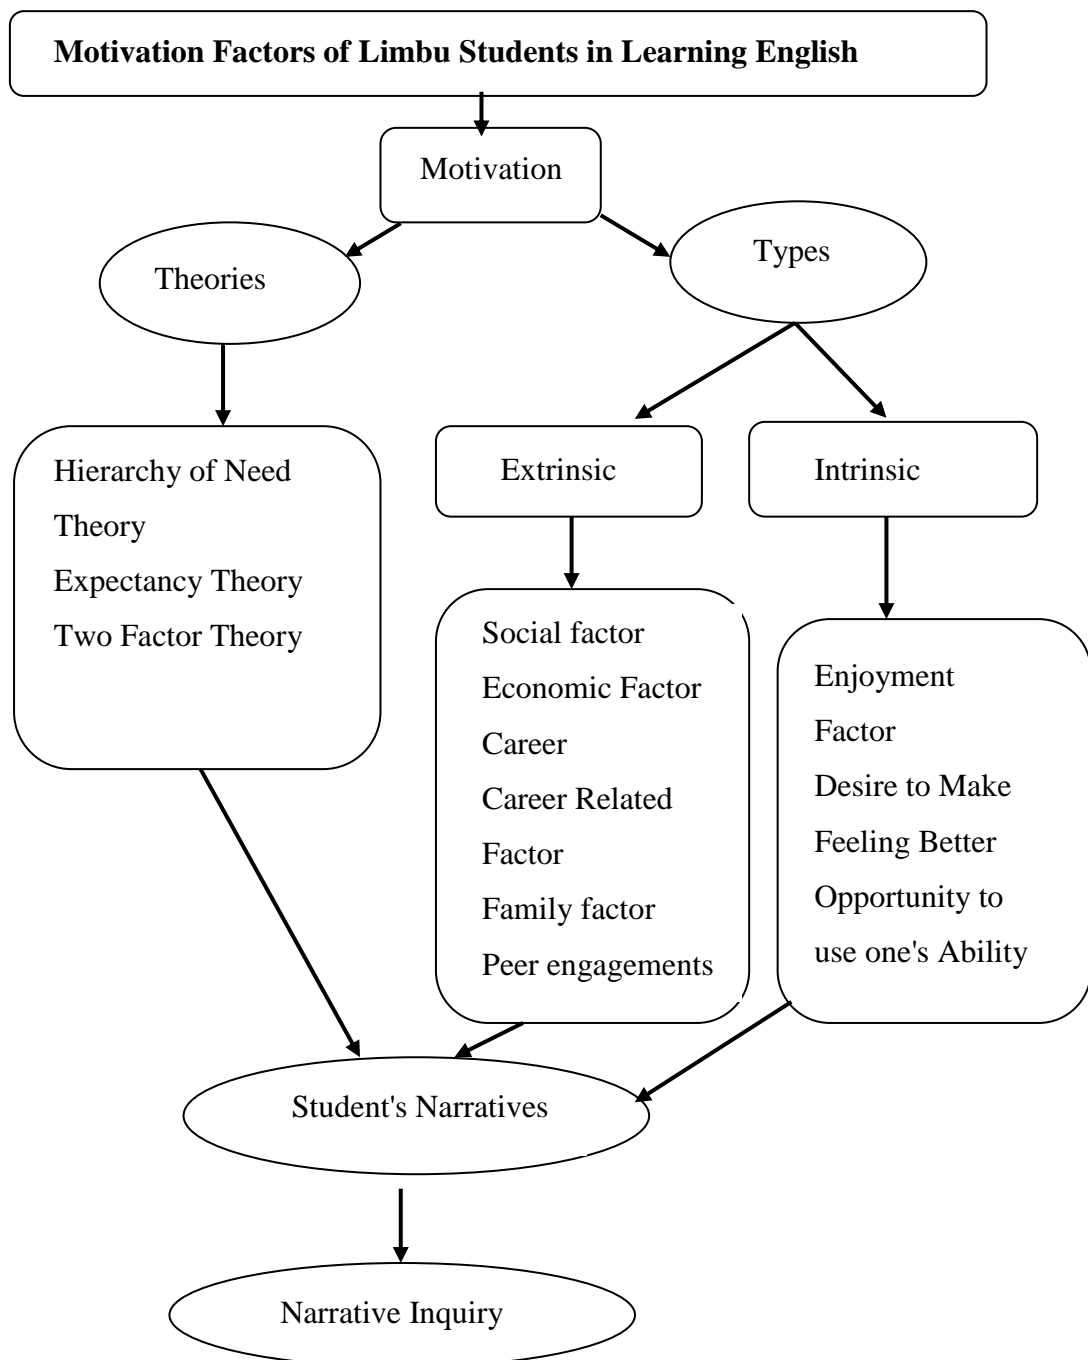 Motivation Factors of Limbu Students in Learning English
Motivation
Theories
Types
Hierarchy of Need
Theory
Expectancy Theory
Two Factor Theory
Extrinsic
Intrinsic
Social factor
Economic Factor
Career
Career Related
Factor
Family factor
Peer engagements
Enjoyment
Factor
Desire to Make
Feeling Better
Opportunity to
use one's Ability
Student's Narratives
Narrative Inquiry